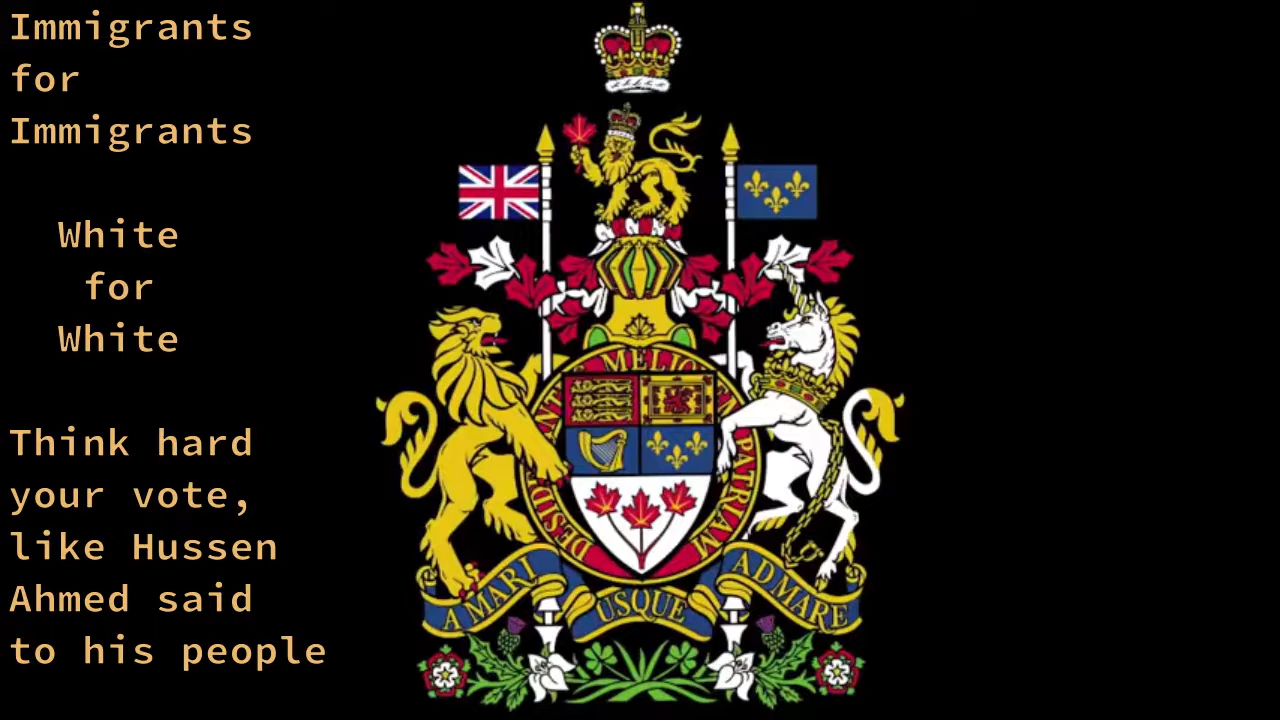 Immigrants
for
Immigrants
White
for
White
Think hard
your vote,
like Hussen
Ahmed said
to his people
MELIO
DESID
PATRIAM
A MARI
USQUE
AD MARE